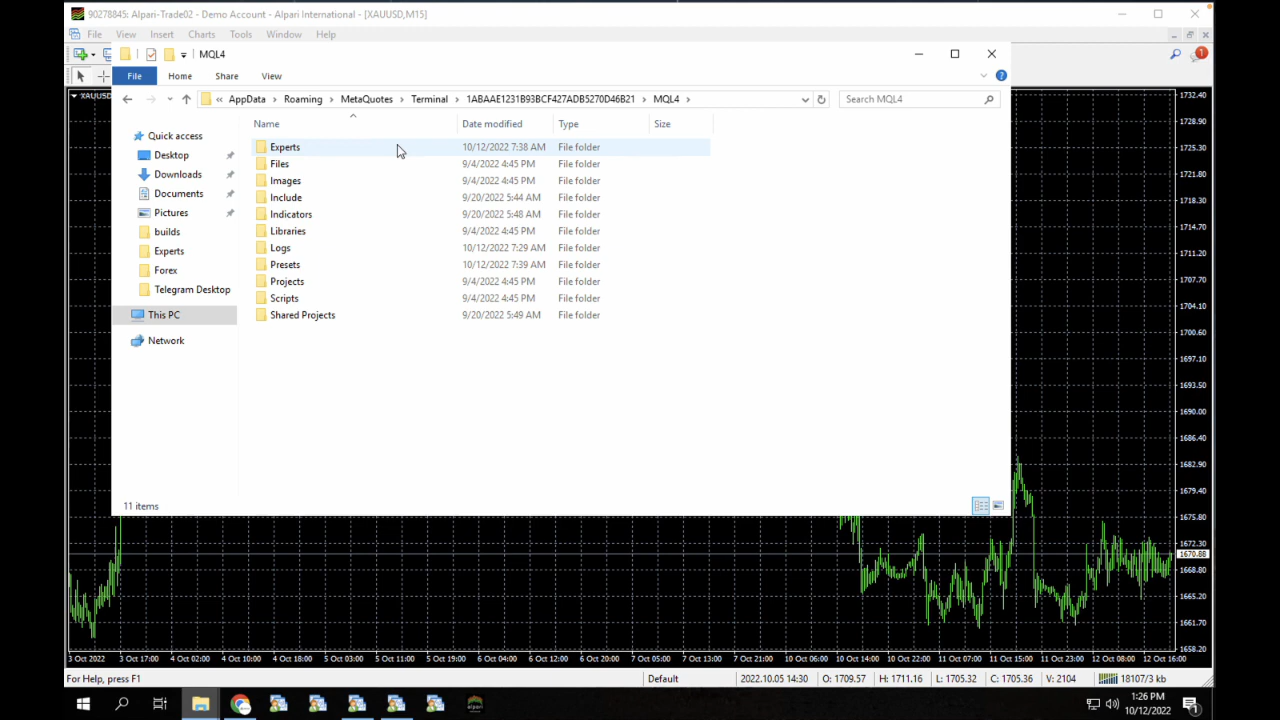 90278845: Alpari-Trade02 - Demo Account - Alpari International - [XAUUSD,M15]
File View Insert Charts Tools Window Help
MQL4
1
File Home Share View
« AppData > Roaming > MetaQuotes > Terminal > 1ABAAE1231B93BCF427ADB5270D46B21 > MQL4 >
Search MQL4
XAUUSD
Name Date modified Type Size
Quick access
Desktop
Downloads
Documents
Pictures
builds
Experts
Forex
Telegram Desktop
This PC
Network
Experts 10/12/2022 7:38 AM File folder
Files 9/4/2022 4:45 PM File folder
Images 9/4/2022 4:45 PM File folder
Include 9/20/2022 5:44 AM File folder
Indicators 9/20/2022 5:48 AM File folder
Libraries 9/4/2022 4:45 PM File folder
Logs 10/12/2022 7:29 AM File folder
Presets 10/12/2022 7:39 AM File folder
Projects 9/4/2022 4:45 PM File folder
Scripts 9/4/2022 4:45 PM File folder
Shared Projects 9/20/2022 5:49 AM File folder
11 items
1732.40
1728.90
1725.30
1721.80
1718.30
1714.70
1711.20
1707.70
1704.10
1700.60
1697.10
1693.50
1690.00
1686.40
1682.90
1679.40
1675.80
1672.30
1670.88
1668.80
1665.20
1661.70
1658.20
3 Oct 2022 3 Oct 17:00 4 Oct 02:00 4 Oct 10:00 4 Oct 18:00 5 Oct 03:00 5 Oct 11:00 5 Oct 19:00 6 Oct 04:00 6 Oct 12:00 6 Oct 20:00 7 Oct 05:00 7 Oct 13:00 7 Oct 21:00 10 Oct 06:00 10 Oct 14:00 10 Oct 22:00 11 Oct 07:00 11 Oct 15:00 11 Oct 23:00 12 Oct 08:00 12 Oct 16:00
For Help, press F1 Default 2022.10.05 14:30 O: 1709.57 H: 1711.16 L: 1705.32 C: 1705.36 V: 2104 18107/3 kb
alpari
1:26 PM
10/12/2022
1